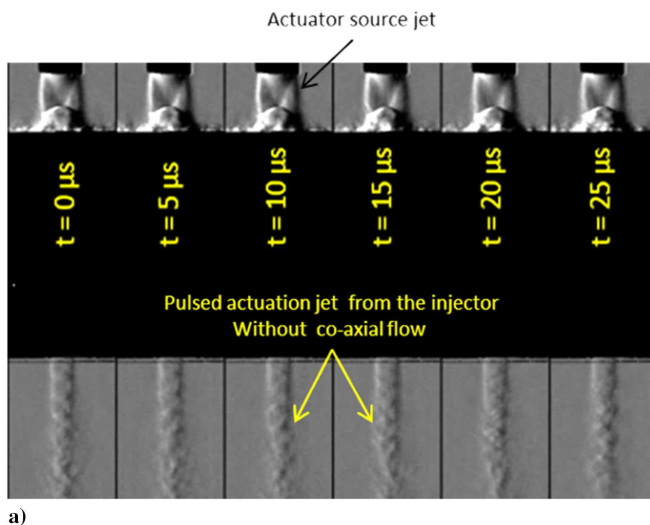 Actuator source jet
t = 0 µs
t = 5 µs
t = 10 µs
t = 15 µs
t = 20 µs
t = 25 µs
Pulsed actuation jet from the injector
Without co-axial flow
a)